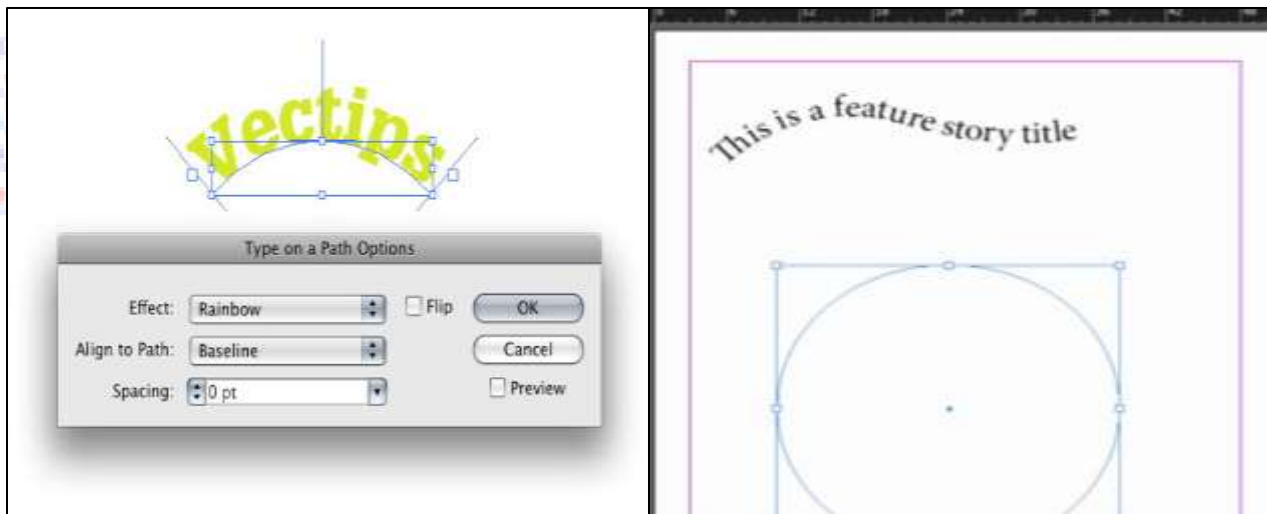 Vectips
Type on a Path Options
Effect: Rainbow Flip OK
Align to Path: Baseline Cancel
Spacing: 0 pt Preview
This is a feature story title